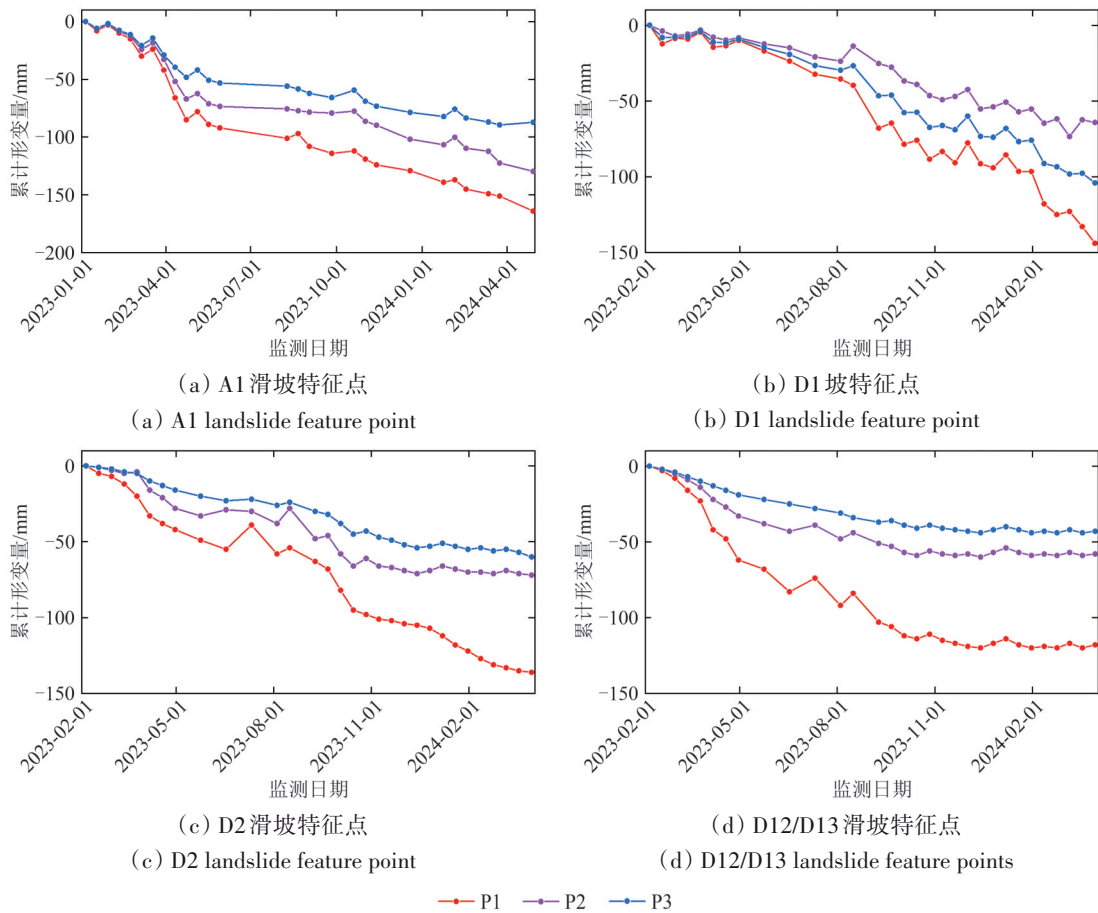 0
−50
−100
−150
−200
累计形变量/mm
2023-01-01
2023-04-01
2023-07-01
2023-10-01
2024-01-01
2024-04-01
监测日期
(a) A1滑坡特征点
(a) A1 landslide feature point
0
−50
−100
−150
累计形变量/mm
2023-02-01
2023-05-01
2023-08-01
2023-11-01
2024-02-01
监测日期
(b) D1坡特征点
(b) D1 landslide feature point
0
−50
−100
−150
累计形变量/mm
2023-02-01
2023-05-01
2023-08-01
2023-11-01
2024-02-01
监测日期
(c) D2滑坡特征点
(c) D2 landslide feature point
0
−50
−100
−150
累计形变量/mm
2023-02-01
2023-05-01
2023-08-01
2023-11-01
2024-02-01
监测日期
(d) D12/D13滑坡特征点
(d) D12/D13 landslide feature points
P1 P2 P3